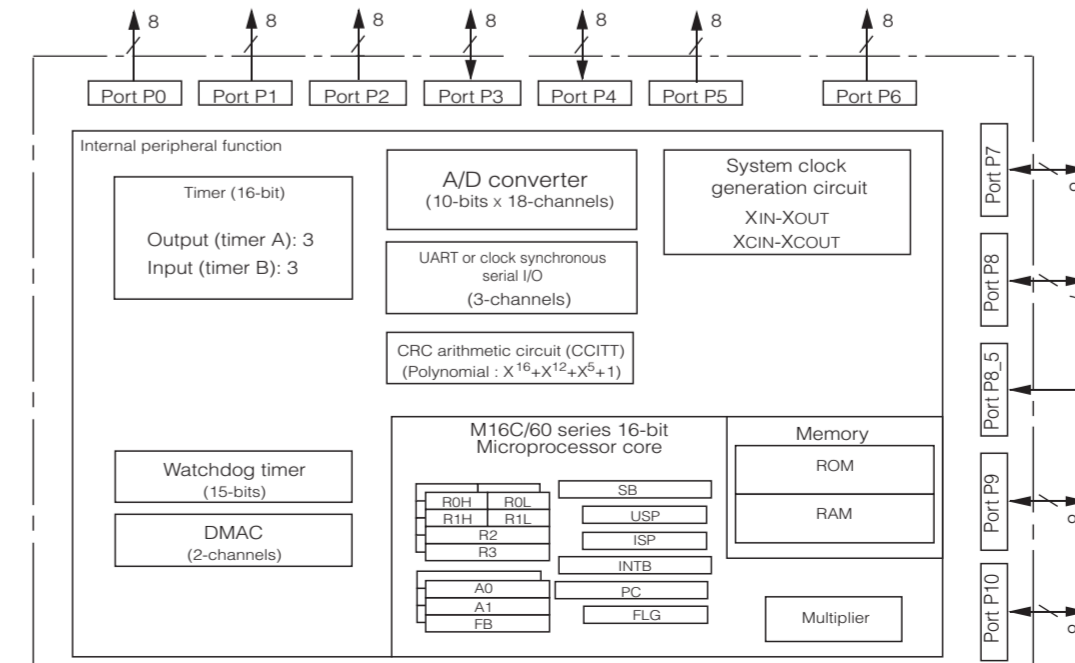 8
8
8
8
8
8
8
Port P0
Port P1
Port P2
Port P3
Port P4
Port P5
Port P6
Internal peripheral function
Timer (16-bit)
Output (timer A): 3
Input (timer B): 3
A/D converter
(10-bits x 18-channels)
UART or clock synchronous
serial I/O
(3-channels)
CRC arithmetic circuit (CCITT)
(Polynomial : X16+X12+X5+1)
System clock
generation circuit
XIN-XOUT
XCIN-XCOUT
Watchdog timer
(15-bits)
DMAC
(2-channels)
M16C/60 series 16-bit
Microprocessor core
R0H
R0L
R1H
R1L
R2
R3
A0
A1
FB
SB
USP
ISP
INTB
PC
FLG
Memory
ROM
RAM
Multiplier
Port P7
Port P8
Port P8_5
Port P9
Port P10